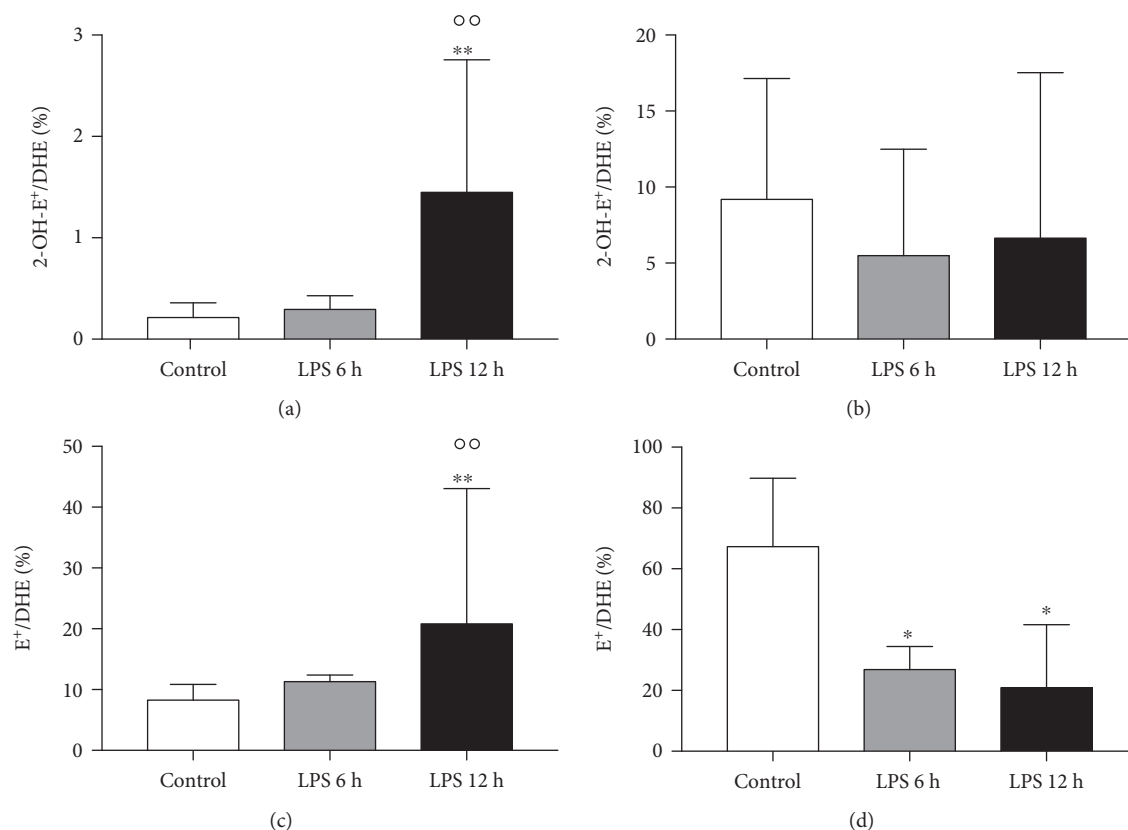 2-OH-E⁺/DHE (%)
3
2
1
0
○○
**
Control
LPS 6 h
LPS 12 h
(a)
2-OH-E⁺/DHE (%)
20
15
10
5
0
Control
LPS 6 h
LPS 12 h
(b)
E⁺/DHE (%)
50
40
30
20
10
0
○○
**
Control
LPS 6 h
LPS 12 h
(c)
E⁺/DHE (%)
100
80
60
40
20
0
*
*
Control
LPS 6 h
LPS 12 h
(d)